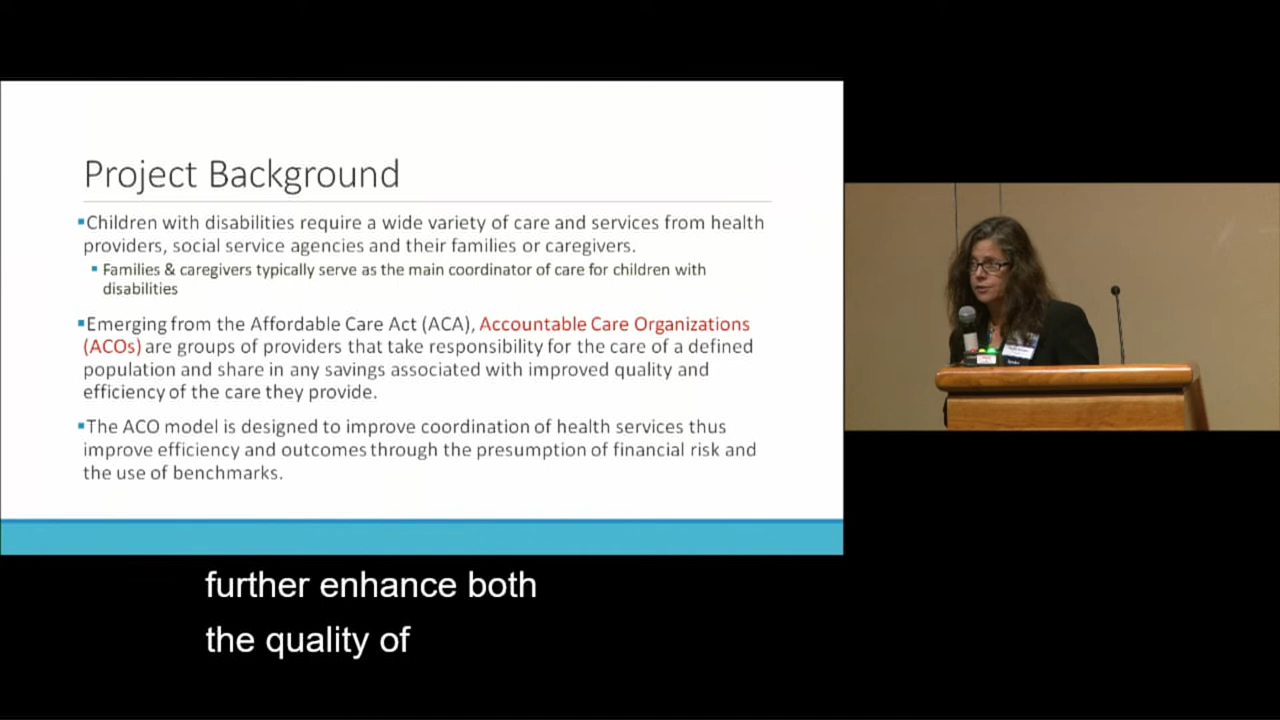 Project Background
Children with disabilities require a wide variety of care and services from health
providers, social service agencies and their families or caregivers.
Families & caregivers typically serve as the main coordinator of care for children with
disabilities
Emerging from the Affordable Care Act (ACA), Accountable Care Organizations
(ACOs) are groups of providers that take responsibility for the care of a defined
population and share in any savings associated with improved quality and
efficiency of the care they provide.
The ACO model is designed to improve coordination of health services thus
improve efficiency and outcomes through the presumption of financial risk and
the use of benchmarks.
further enhance both
the quality of